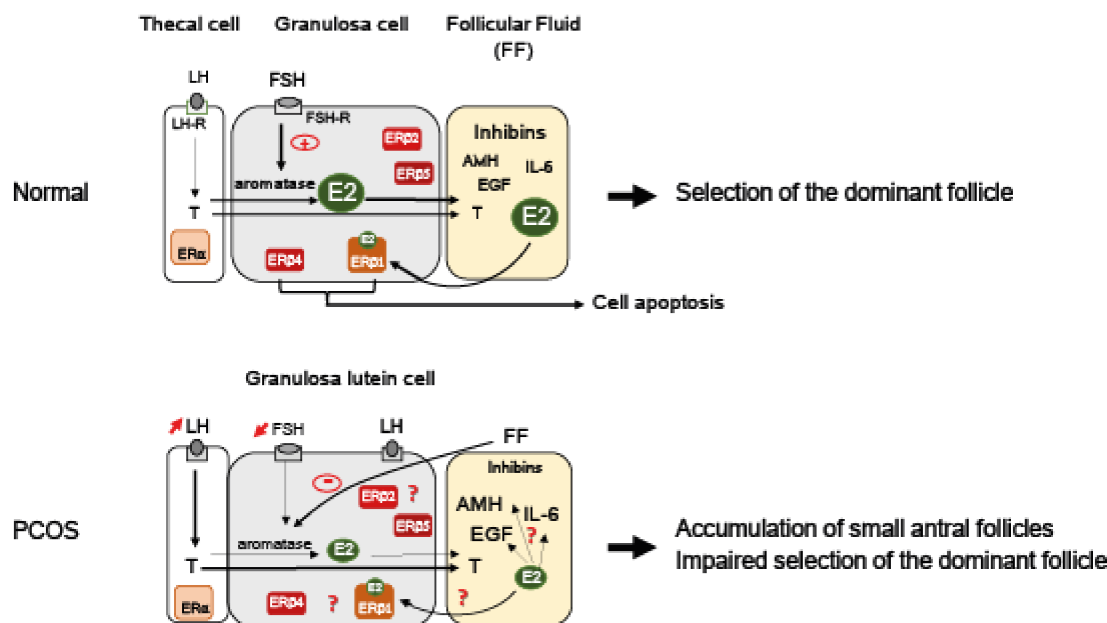 Thecal cell
Granulosa cell
Follicular Fluid
(FF)
LH
FSH
LH-R
FSH-R
+
ERβ2
ERβ5
Inhibins
AMH
IL-6
EGF
Normal
aromatase
E2
T
T
E2
Selection of the dominant follicle
ERα
ERβ4
E2
ERβ1
Cell apoptosis
Granulosa lutein cell
LH
FSH
LH
FF
Inhibins
-
ERβ2
?
ERβ5
AMH
IL-6
EGF
?
PCOS
aromatase
E2
T
T
E2
Accumulation of small antral follicles
Impaired selection of the dominant follicle
ERα
ERβ4
?
E2
ERβ1
?